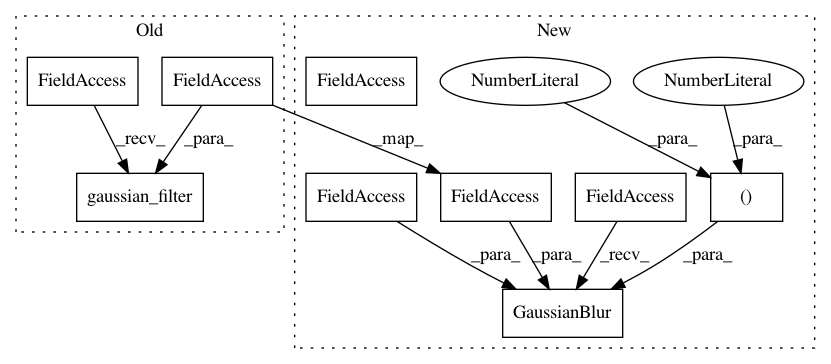 Old
New
FieldAccess
FieldAccess
FieldAccess
NumberLiteral
NumberLiteral
_recv_
_para_
_map_
_para_
_para_
gaussian_filter
FieldAccess
FieldAccess
FieldAccess
()
_para_
_para_
_recv_
_para_
GaussianBlur